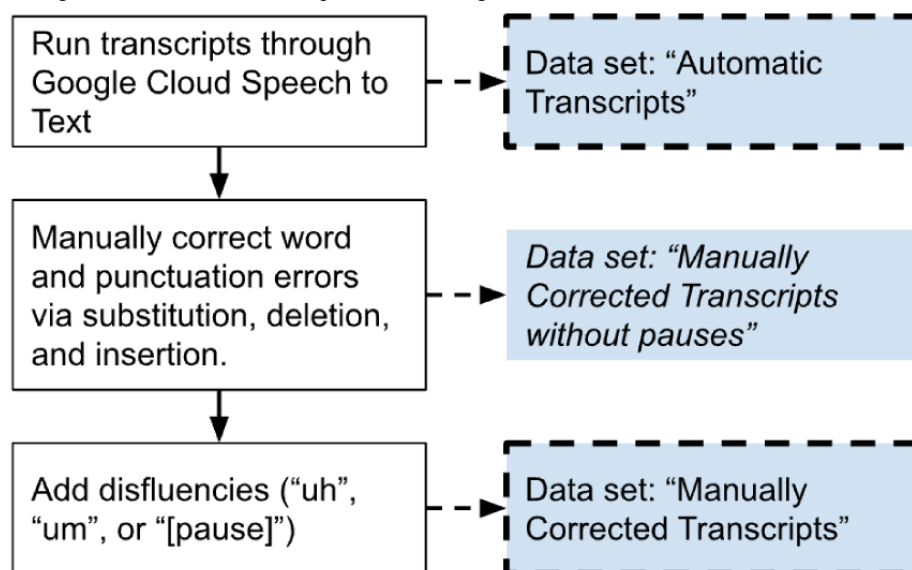 Run transcripts through
Google Cloud Speech to
Text
Data set: “Automatic
Transcripts”
Manually correct word
and punctuation errors
via substitution, deletion,
and insertion.
Data set: “Manually
Corrected Transcripts
without pauses”
Add disfluencies (“uh”,
“um”, or “[pause]”)
Data set: “Manually
Corrected Transcripts”